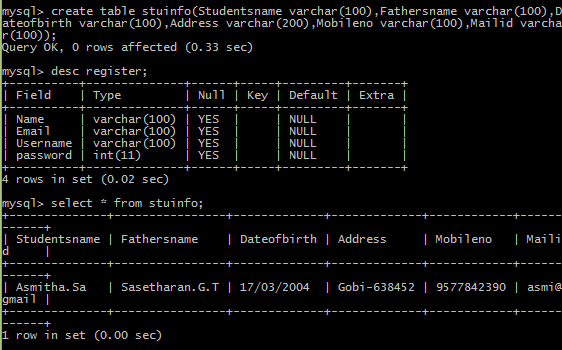 mysql> create table stuinfo(Studentsname varchar(100),Fathersname varchar(100),D
ateofbirth varchar(100),Address varchar(200),Mobileno varchar(100),Mailid varcha
r(100));
Query OK, 0 rows affected (0.33 sec)
mysql> desc register;
+----------+--------------+------+-----+---------+-------+
| Field    | Type         | Null | Key | Default | Extra |
+----------+--------------+------+-----+---------+-------+
| Name     | varchar(100) | YES  |     | NULL    |       |
| Email    | varchar(100) | YES  |     | NULL    |       |
| Username | varchar(100) | YES  |     | NULL    |       |
| password | int(11)      | YES  |     | NULL    |       |
+----------+--------------+------+-----+---------+-------+
4 rows in set (0.02 sec)
mysql> select * from stuinfo;
+--------------+----------------+-------------+-------------+------------+------
------+
| Studentsname | Fathersname    | Dateofbirth | Address     | Mobileno   | Maili
d     |
+--------------+----------------+-------------+-------------+------------+------
------+
| Asmitha.Sa   | Sasetharan.G.T | 17/03/2004  | Gobi-638452 | 9577842390 | asmi@
gmail |
+--------------+----------------+-------------+-------------+------------+------
------+
1 row in set (0.00 sec)